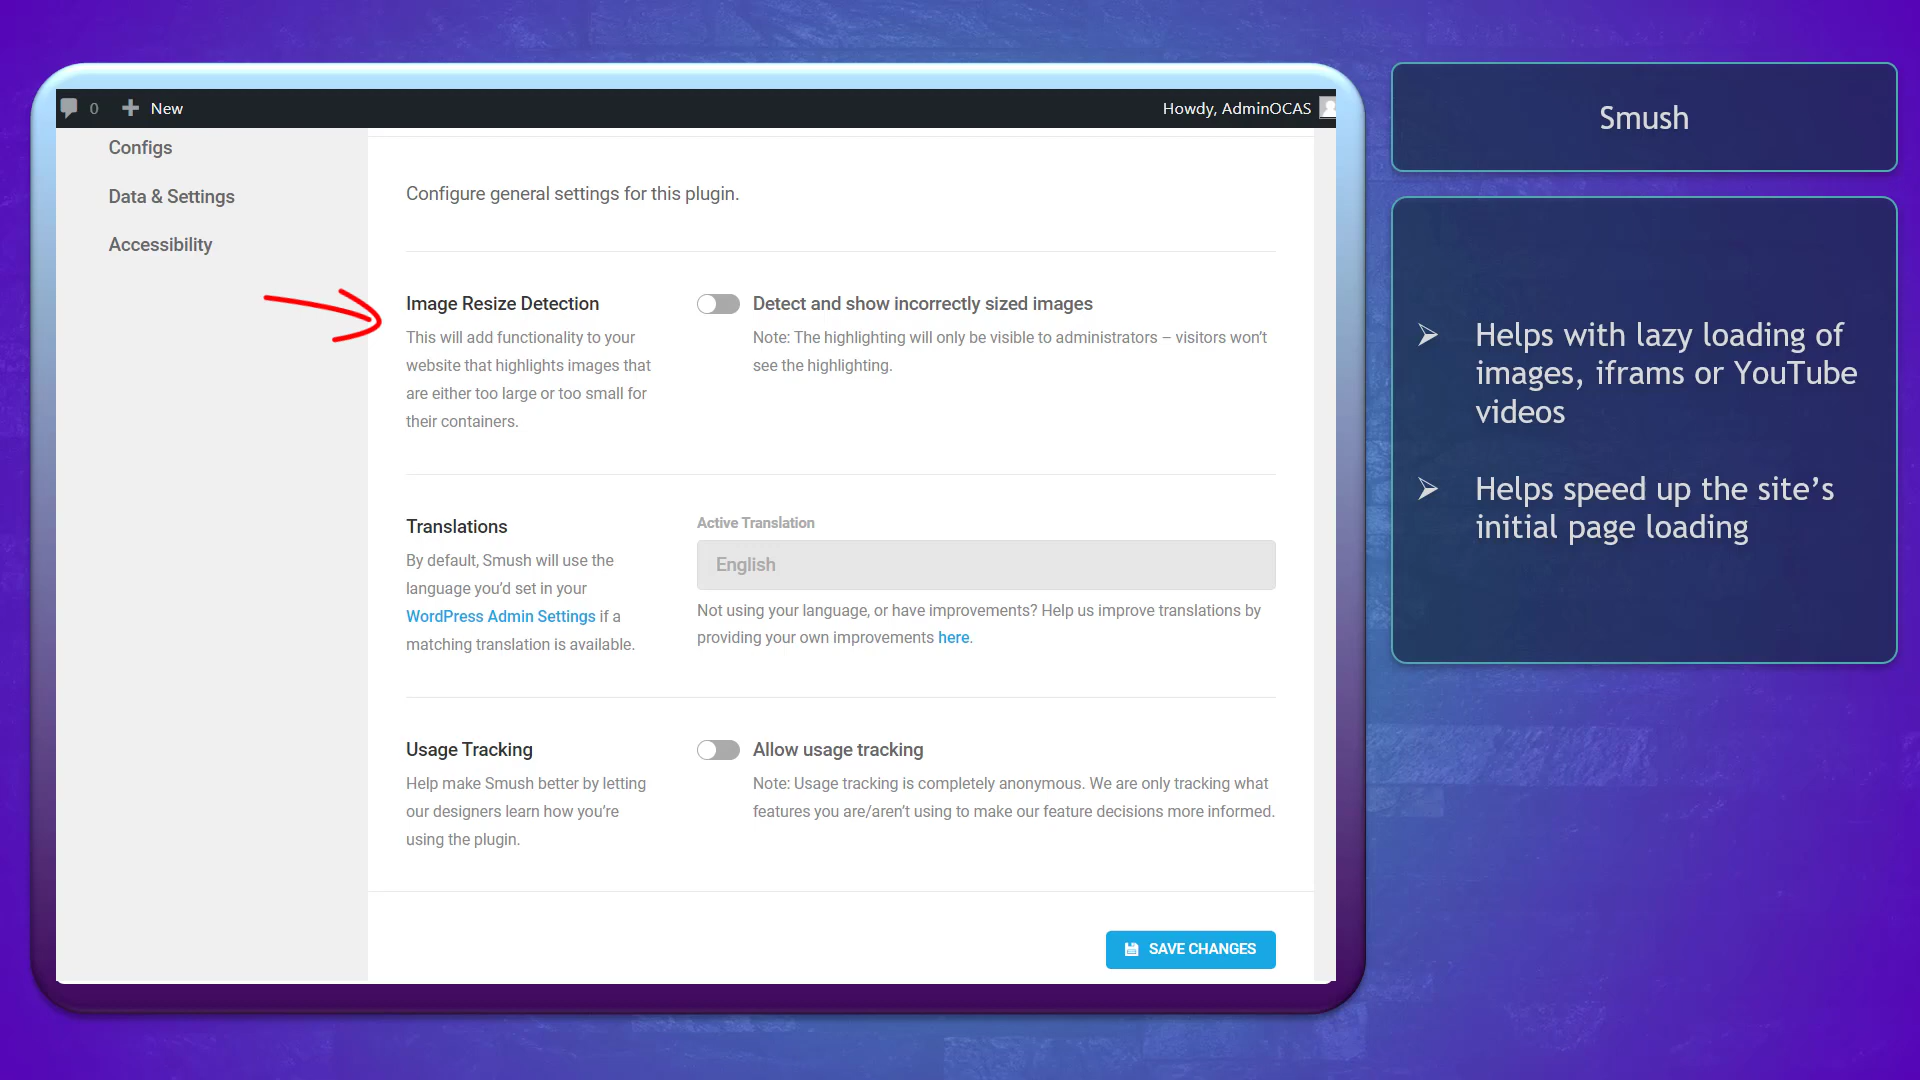 0 New
Howdy, AdminOCAS
Configs
Data & Settings
Accessibility
Configure general settings for this plugin.
Image Resize Detection
This will add functionality to your
website that highlights images that
are either too large or too small for
their containers.
Detect and show incorrectly sized images
Note: The highlighting will only be visible to administrators – visitors won't
see the highlighting.
Translations
By default, Smush will use the
language you'd set in your
WordPress Admin Settings if a
matching translation is available.
Active Translation
English
Not using your language, or have improvements? Help us improve translations by
providing your own improvements here.
Usage Tracking
Help make Smush better by letting
our designers learn how you're
using the plugin.
Allow usage tracking
Note: Usage tracking is completely anonymous. We are only tracking what
features you are/aren't using to make our feature decisions more informed.
SAVE CHANGES
Smush
➢ Helps with lazy loading of
images, iframs or YouTube
videos
➢ Helps speed up the site’s
initial page loading